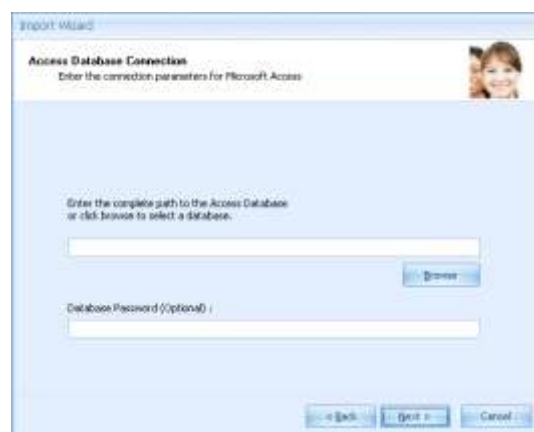 Import Wizard
Access Database Connection
Enter the connection parameters for Microsoft Access
Enter the complete path to the Access Database
or click browse to select a database.
Browse
Database Password (Optional) :
< Back
Next >
Cancel